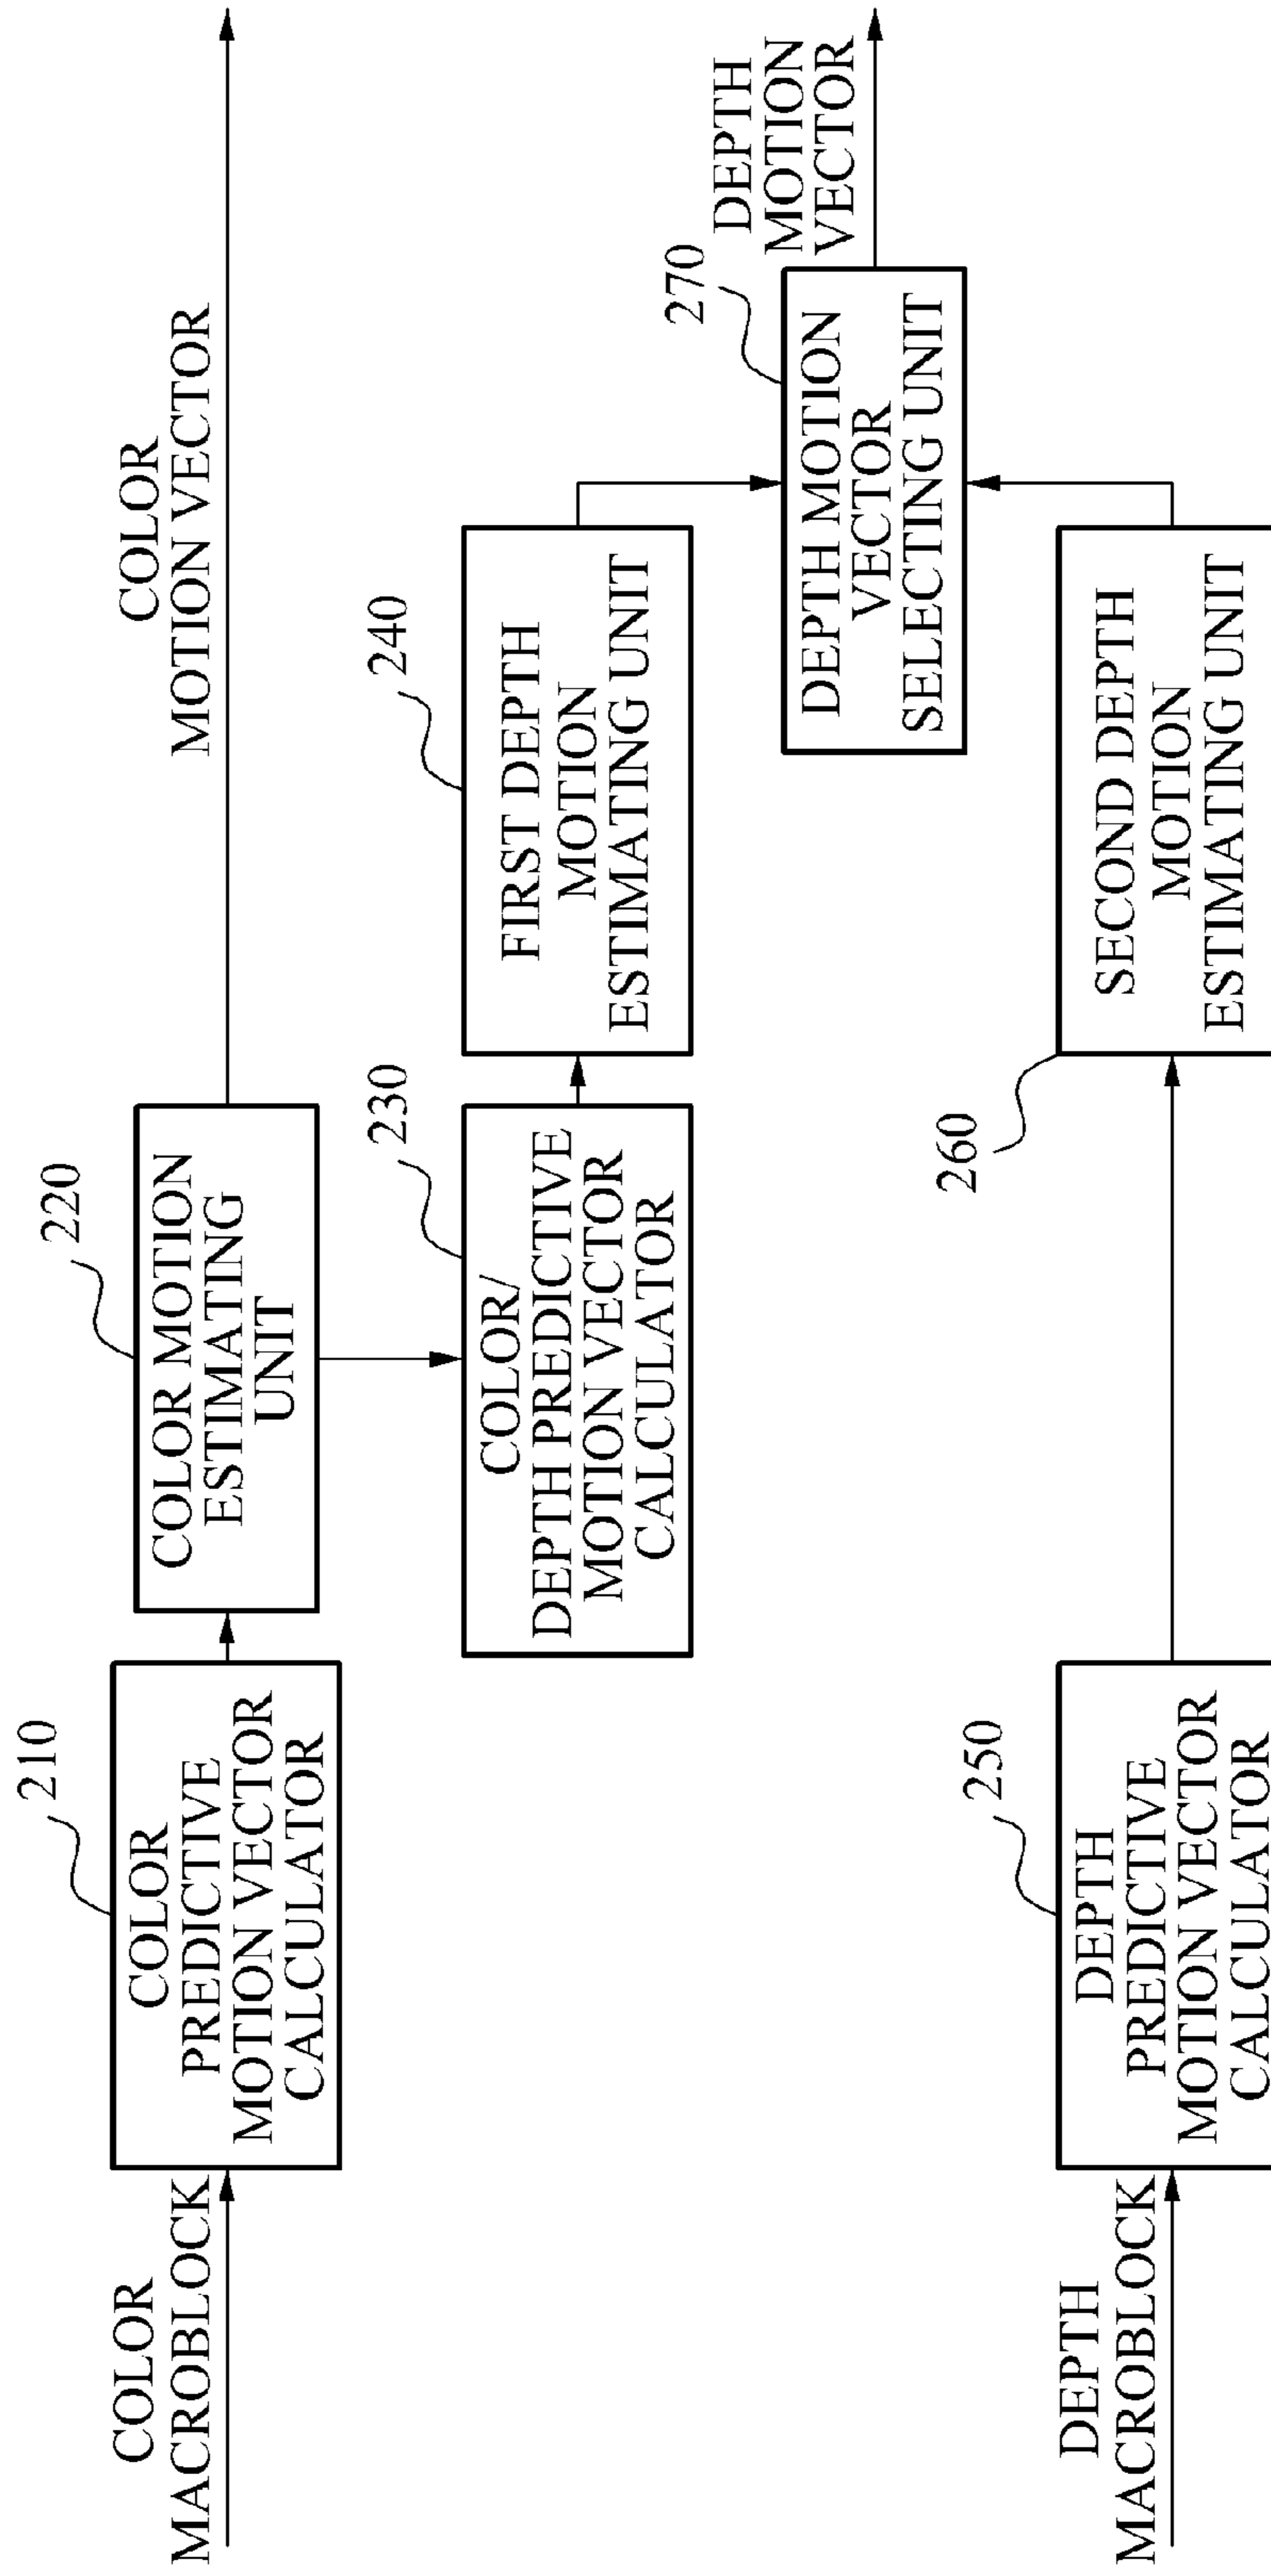 COLOR
MACROBLOCK
210
COLOR
PREDICTIVE
MOTION VECTOR
CALCULATOR
220
COLOR MOTION
ESTIMATING
UNIT
COLOR
MOTION VECTOR
230
COLOR/
DEPTH PREDICTIVE
MOTION VECTOR
CALCULATOR
240
FIRST DEPTH
MOTION
ESTIMATING UNIT
270
DEPTH MOTION
VECTOR
SELECTING UNIT
DEPTH
MOTION
VECTOR
DEPTH
MACROBLOCK
250
DEPTH
PREDICTIVE
MOTION VECTOR
CALCULATOR
260
SECOND DEPTH
MOTION
ESTIMATING UNIT